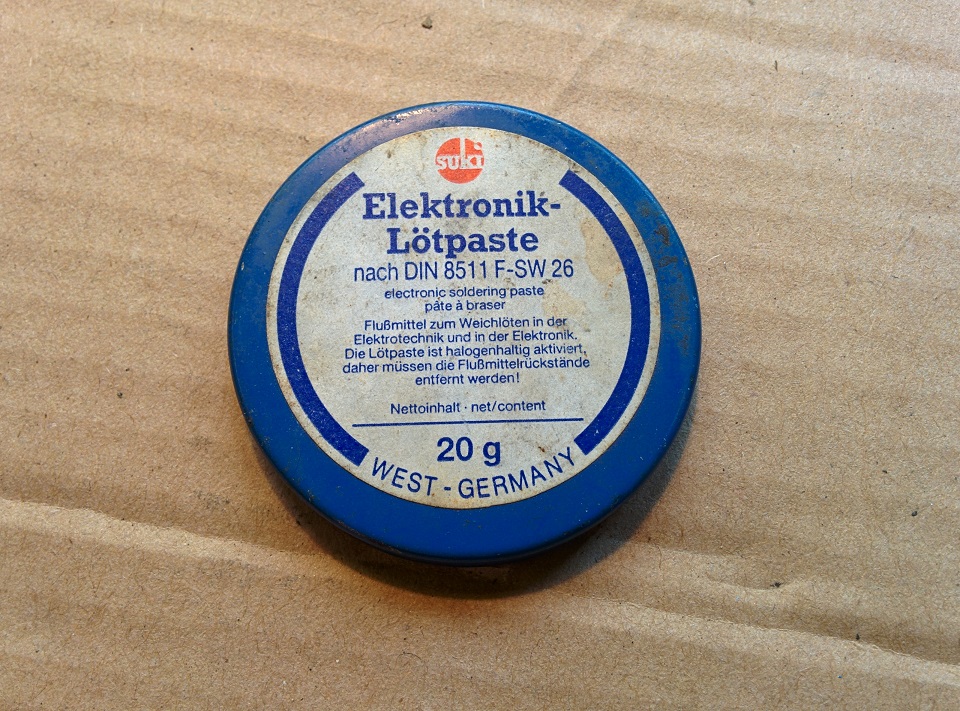 suki
Elektronik-
Lötpaste
nach DIN 8511 F-SW 26
electronic soldering paste
pâte à braser
Flußmittel zum Weichlöten in der
Elektrotechnik und in der Elektronik.
Die Lötpaste ist halogenhaltig aktiviert,
daher müssen die Flußmittelrückstände
entfernt werden!
Nettoinhalt · net/content
20 g
WEST - GERMANY